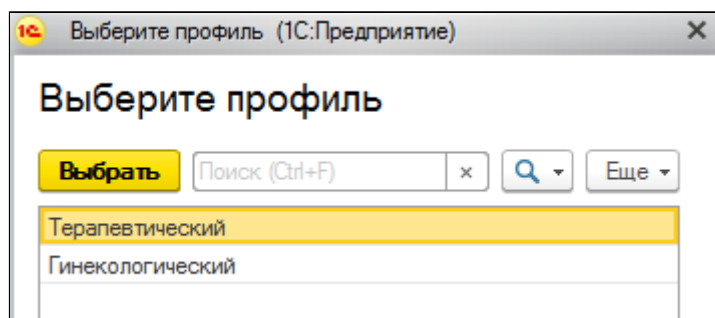 1С Выберите профиль (1С:Предприятие)
Выберите профиль
Выбрать Поиск (Ctrl+F) × Еще
Терапевтический
Гинекологический